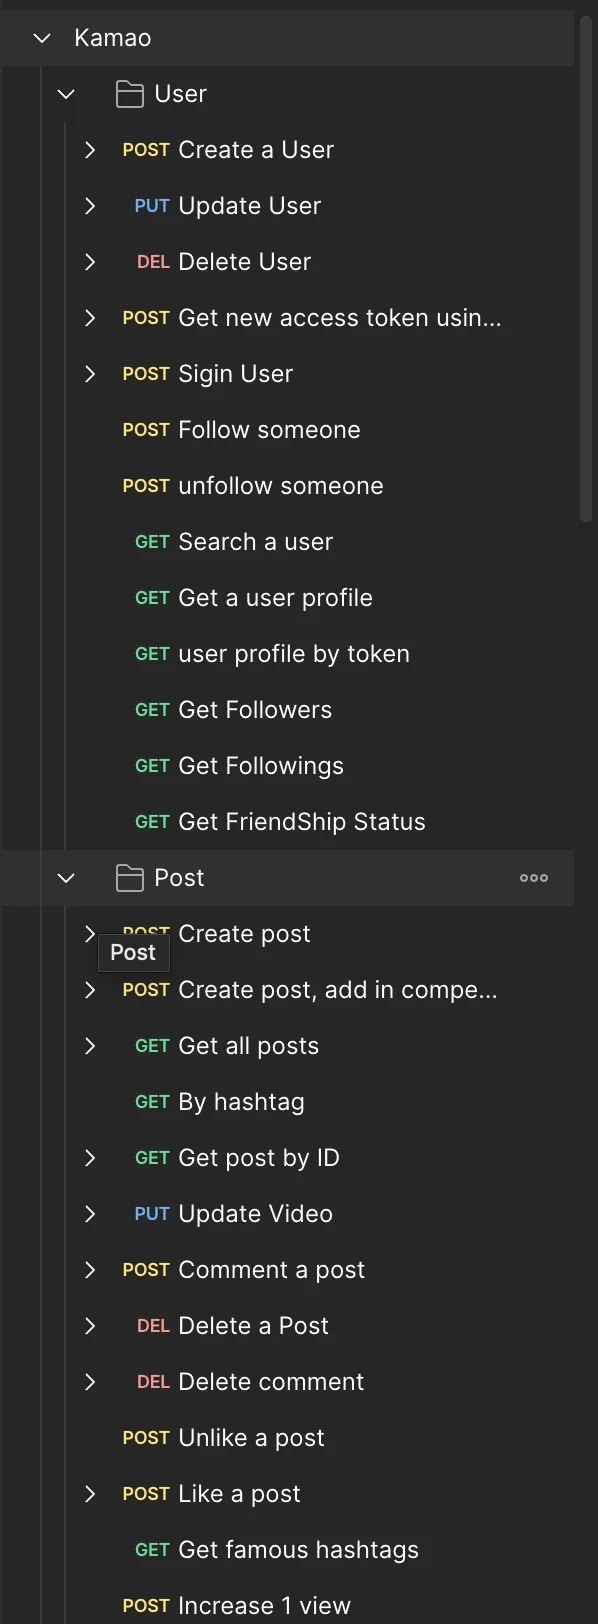 Kamao
User
POST Create a User
PUT Update User
DEL Delete User
POST Get new access token usin...
POST Sigin User
POST Follow someone
POST unfollow someone
GET Search a user
GET Get a user profile
GET user profile by token
GET Get Followers
GET Get Followings
GET Get FriendShip Status
Post
POST Create post
Post
POST Create post, add in compe...
GET Get all posts
GET By hashtag
GET Get post by ID
PUT Update Video
POST Comment a post
DEL Delete a Post
DEL Delete comment
POST Unlike a post
POST Like a post
GET Get famous hashtags
POST Increase 1 view